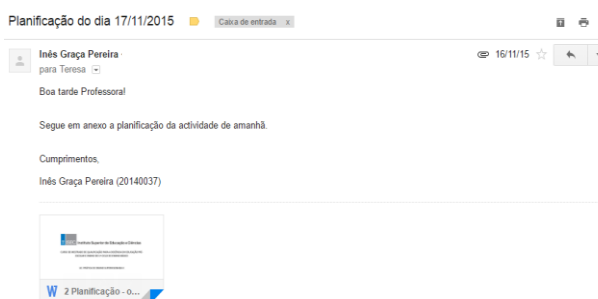 Planificação do dia 17/11/2015
Caixa de entrada x
Inês Graça Pereira
16/11/15
para Teresa
Boa tarde Professora!
Segue em anexo a planificação da actividade de amanhã.
Cumprimentos,
Inês Graça Pereira (20140037)
Instituto Superior de Educação e Ciências
W 2 Planificação - o...